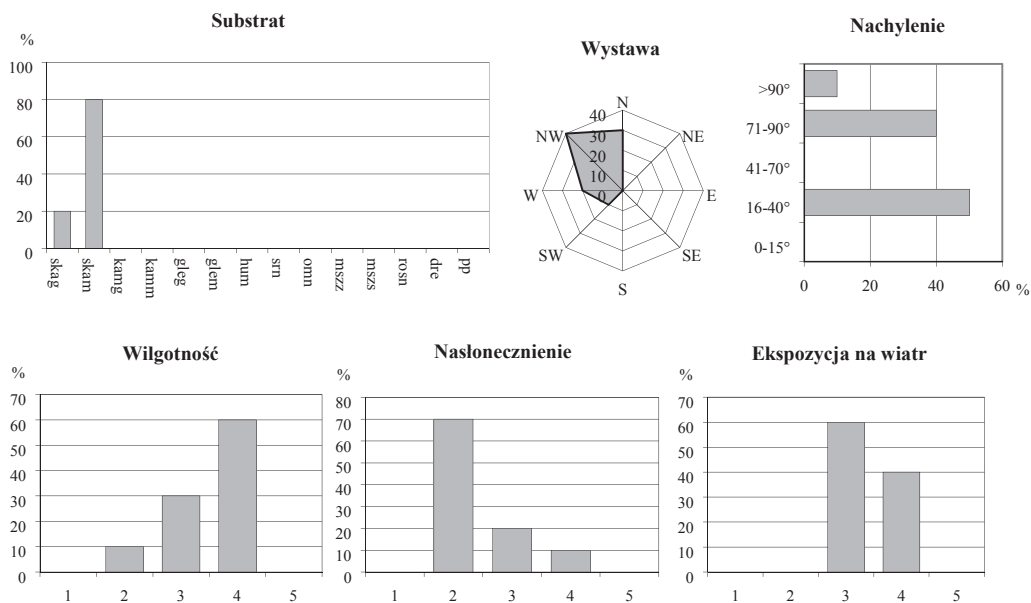 Substrat
%
100
80
60
40
20
0
skag
skam
kamg
kamm
gleg
glem
hum
srn
omn
mszz
mszs
rosn
dre
pp
Wystawa
N
NE
E
SE
S
SW
W
NW
40
30
20
10
0
Nachylenie
>90°
71-90°
41-70°
16-40°
0-15°
0 20 40 60 %
Wilgotność
%
70
60
50
40
30
20
10
0
1 2 3 4 5
Nasłonecznienie
%
80
70
60
50
40
30
20
10
0
1 2 3 4 5
Ekspozycja na wiatr
%
70
60
50
40
30
20
10
0
1 2 3 4 5